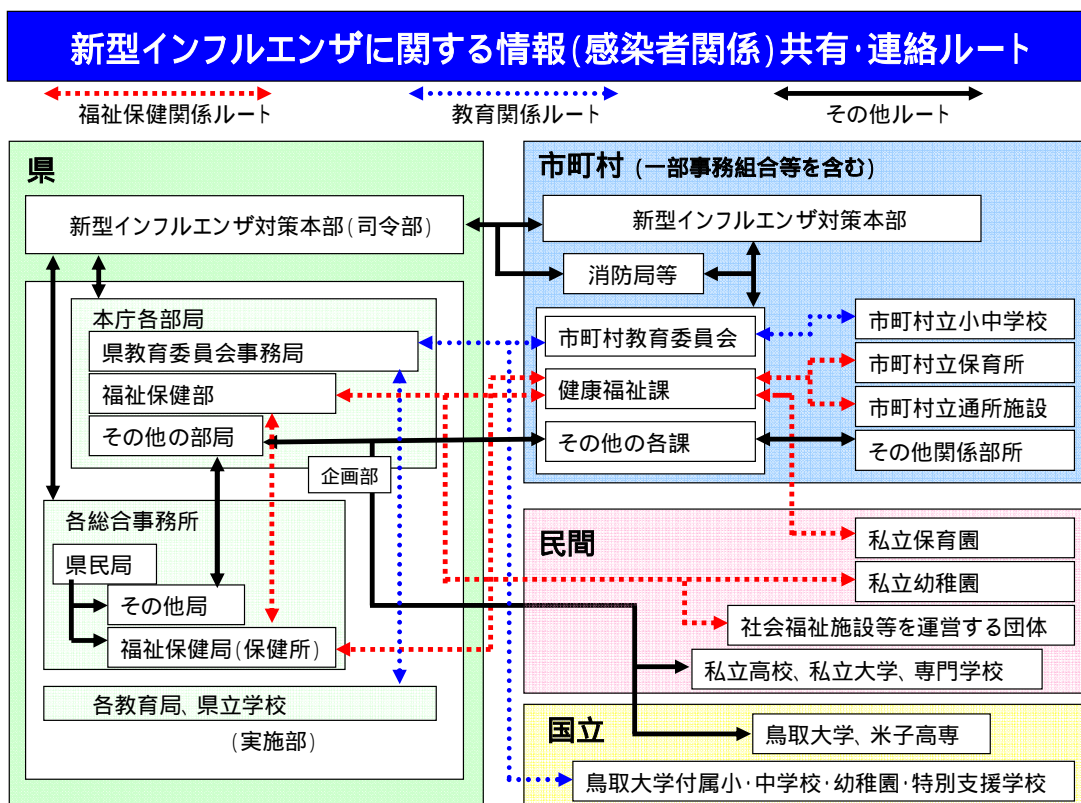 新型インフルエンザに関する情報(感染者関係)共有・連絡ルート
福祉保健関係ルート
教育関係ルート
その他ルート
県
新型インフルエンザ対策本部(司令部)
本庁各部局
県教育委員会事務局
福祉保健部
その他の部局
企画部
各総合事務所
県民局
その他局
福祉保健局(保健所)
各教育局、県立学校
(実施部)
市町村 (一部事務組合等を含む)
新型インフルエンザ対策本部
消防局等
市町村教育委員会
健康福祉課
その他の各課
市町村立小中学校
市町村立保育所
市町村立通所施設
その他関係部所
民間
私立保育園
私立幼稚園
社会福祉施設等を運営する団体
私立高校、私立大学、専門学校
国立
鳥取大学、米子高専
鳥取大学付属小・中学校・幼稚園・特別支援学校